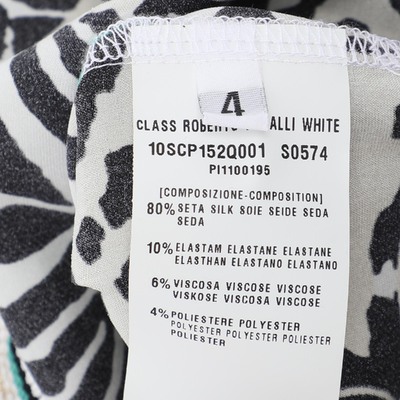 4
CLASS ROBERTO ALLI WHITE
10SCP152Q001 S0574
PI1100195
[COMPOSIZIONE-COMPOSITION]
80% SETA SILK SOIE SEIDE SEDA
SEDA
10% ELASTAM ELASTANE ELASTANE
ELASTHAN ELASTANO ELASTANO
6% VISCOSA VISCOSE VISCOSE
VISKOSE VISCOSA VISCOSE
4% POLIESTERE POLYESTER
POLYESTER POLYESTER POLIESTER
POLIESTER